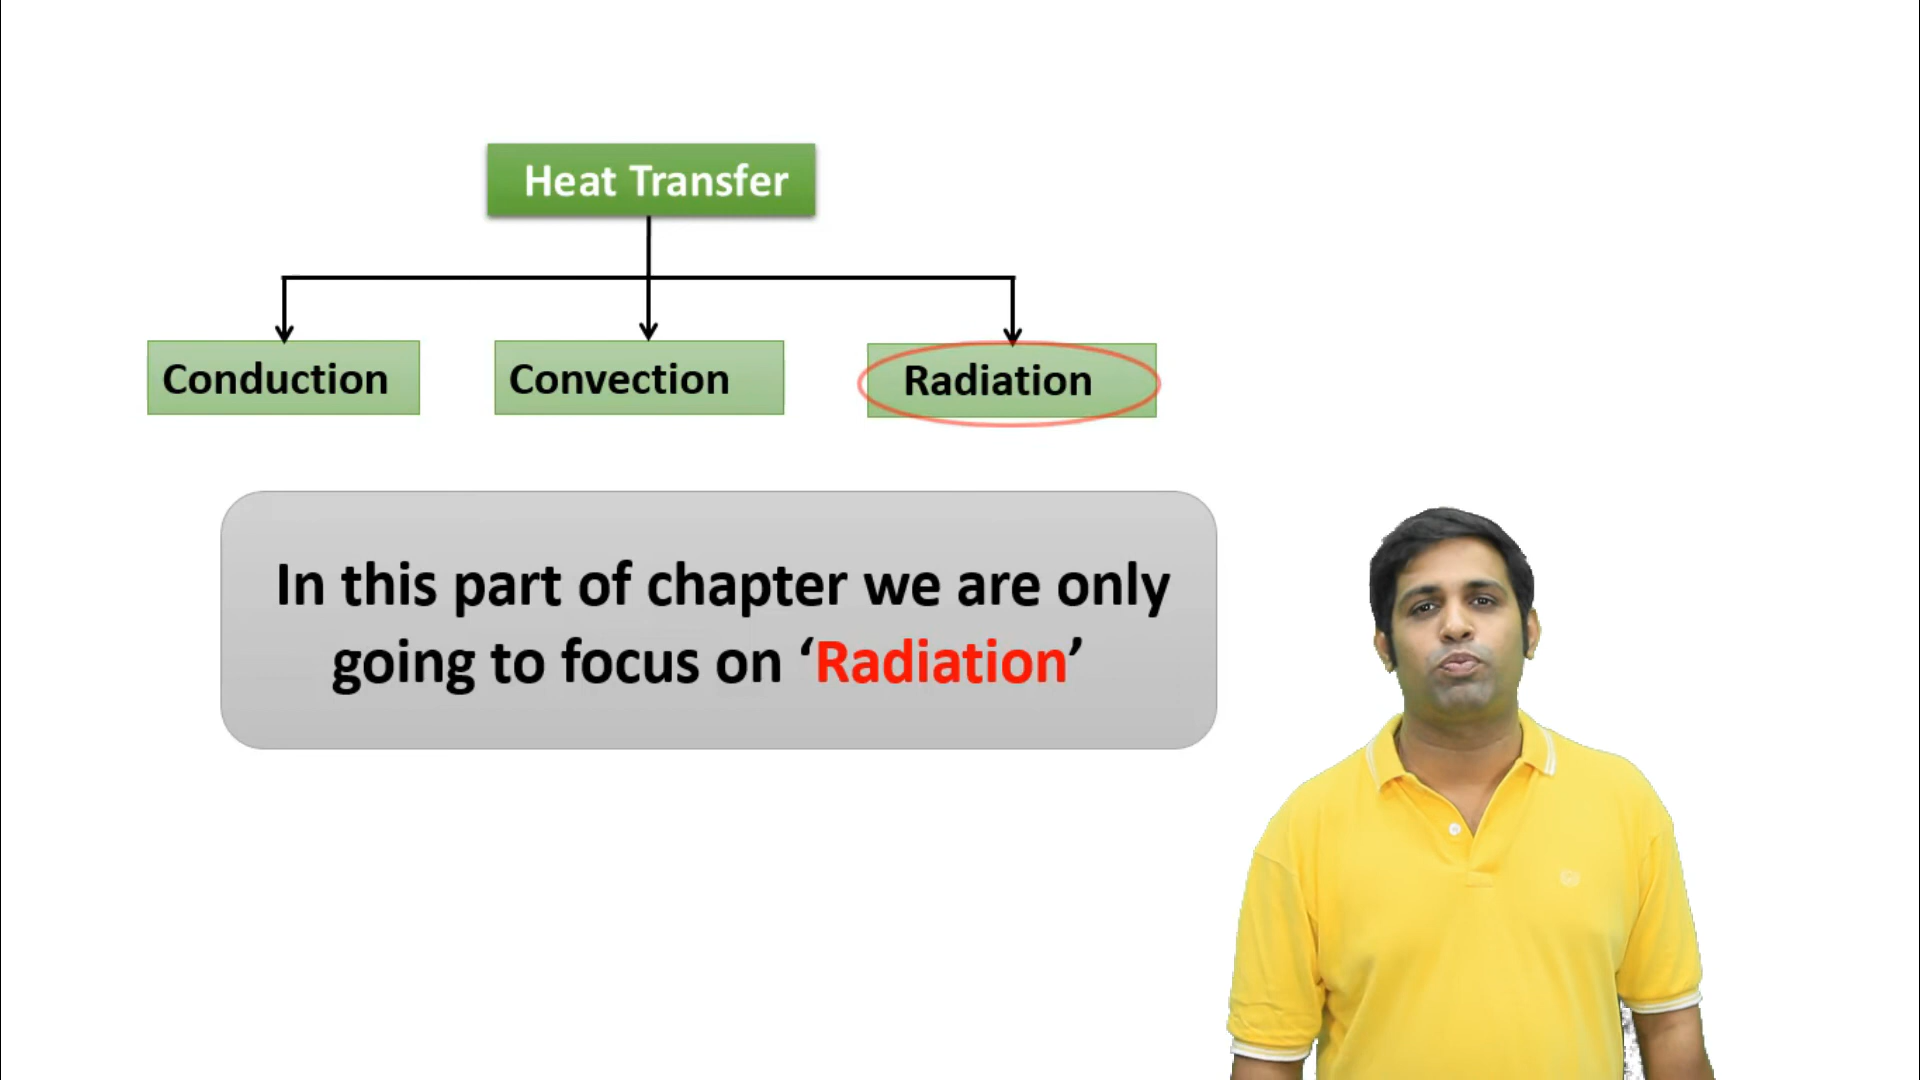 Heat Transfer
Conduction
Convection
Radiation
In this part of chapter we are only
going to focus on ‘Radiation’